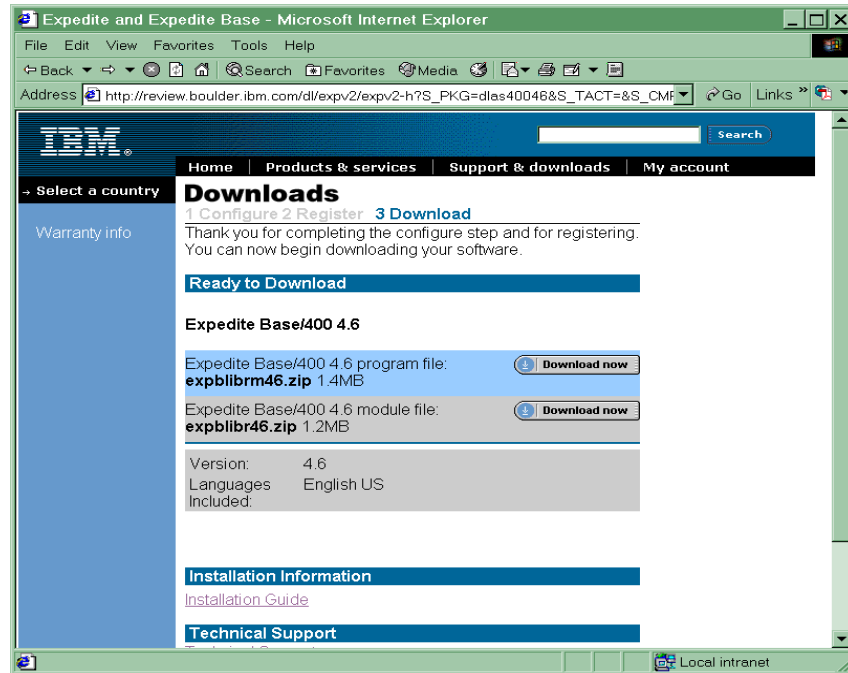 Expedite and Expedite Base - Microsoft Internet Explorer
File Edit View Favorites Tools Help
Back Search Favorites Media
Address http://review.boulder.ibm.com/dl/expv2/expv2-h?S_PKG=dlas40046&S_TACT=&S_CMF Go Links »
IBM.
Search
Home | Products & services | Support & downloads | My account
→ Select a country
Warranty info
Downloads
1 Configure 2 Register 3 Download
Thank you for completing the configure step and for registering.
You can now begin downloading your software.
Ready to Download
Expedite Base/400 4.6
Expedite Base/400 4.6 program file:
expblibrm46.zip 1.4MB
Download now
Expedite Base/400 4.6 module file:
expblibr46.zip 1.2MB
Download now
Version: 4.6
Languages English US
Included:
Installation Information
Installation Guide
Technical Support
Local intranet